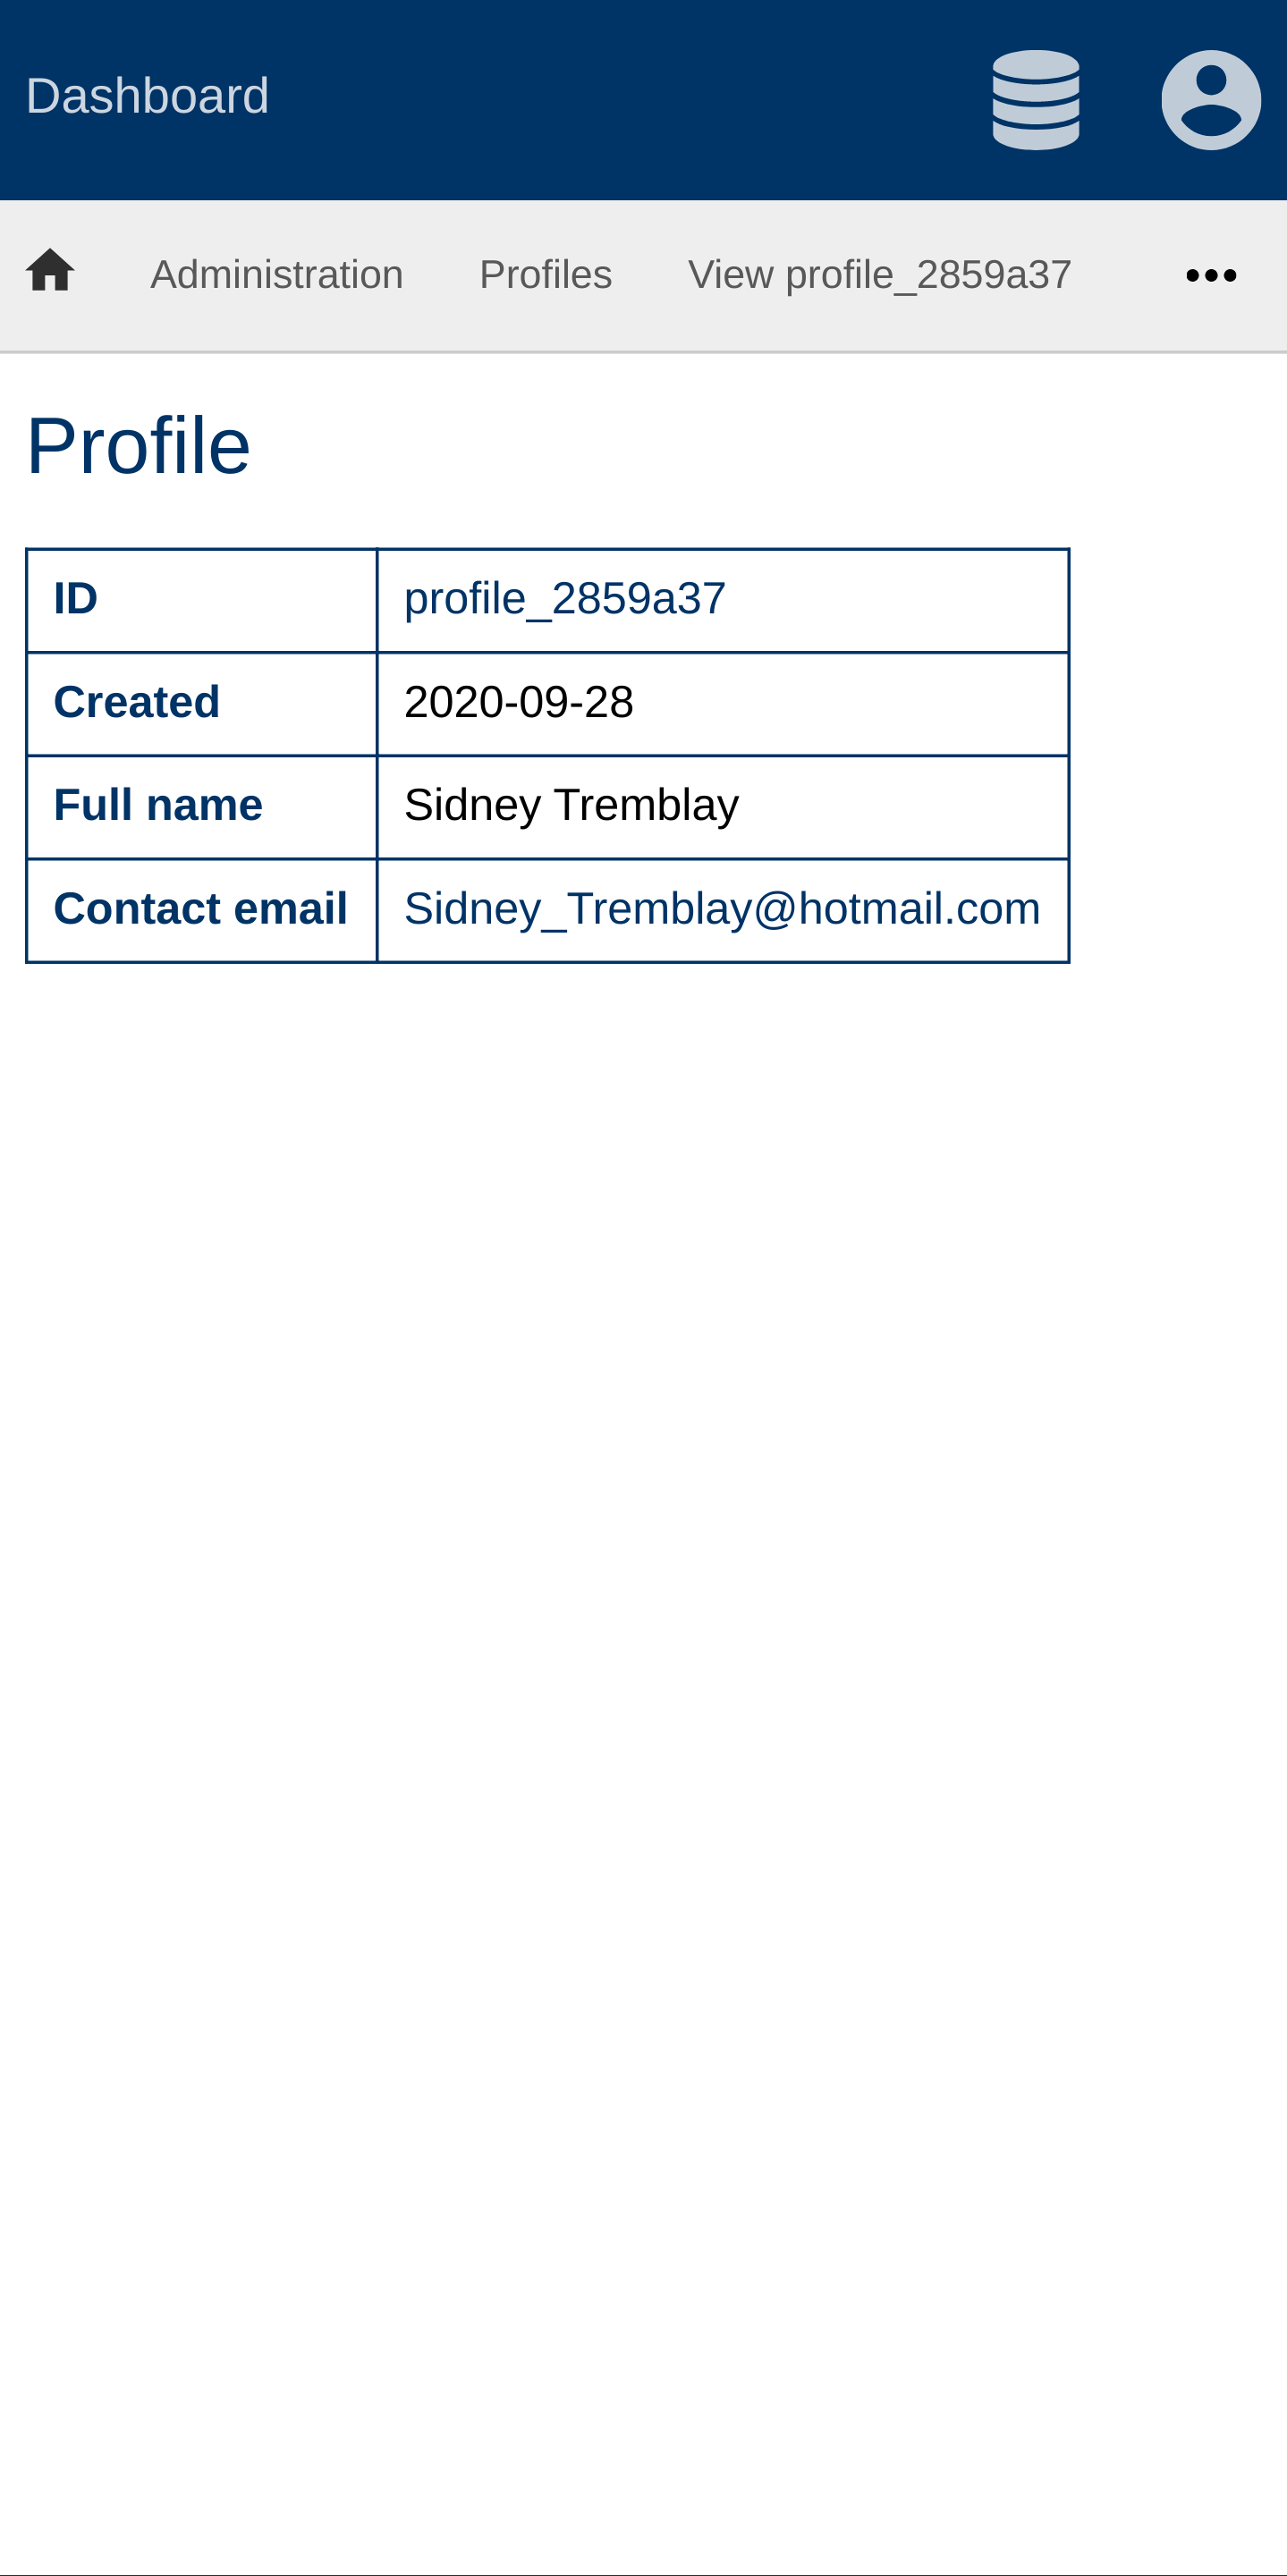 Dashboard
Administration Profiles View profile_2859a37
Profile
ID profile_2859a37
Created 2020-09-28
Full name Sidney Tremblay
Contact email Sidney_Tremblay@hotmail.com